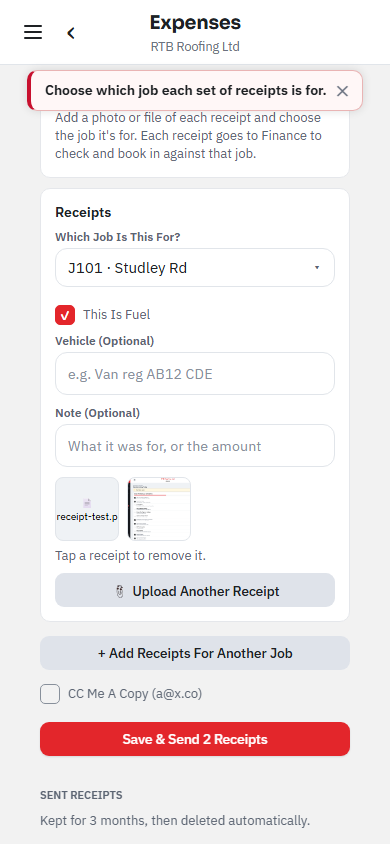 Expenses
RTB Roofing Ltd
Choose which job each set of receipts is for.
Add a photo or file of each receipt and choose
the job it's for. Each receipt goes to Finance to
check and book in against that job.
Receipts
Which Job Is This For?
J101 · Studley Rd
This Is Fuel
Vehicle (Optional)
e.g. Van reg AB12 CDE
Note (Optional)
What it was for, or the amount
receipt-test.p
Tap a receipt to remove it.
Upload Another Receipt
+ Add Receipts For Another Job
CC Me A Copy (a@x.co)
Save & Send 2 Receipts
SENT RECEIPTS
Kept for 3 months, then deleted automatically.